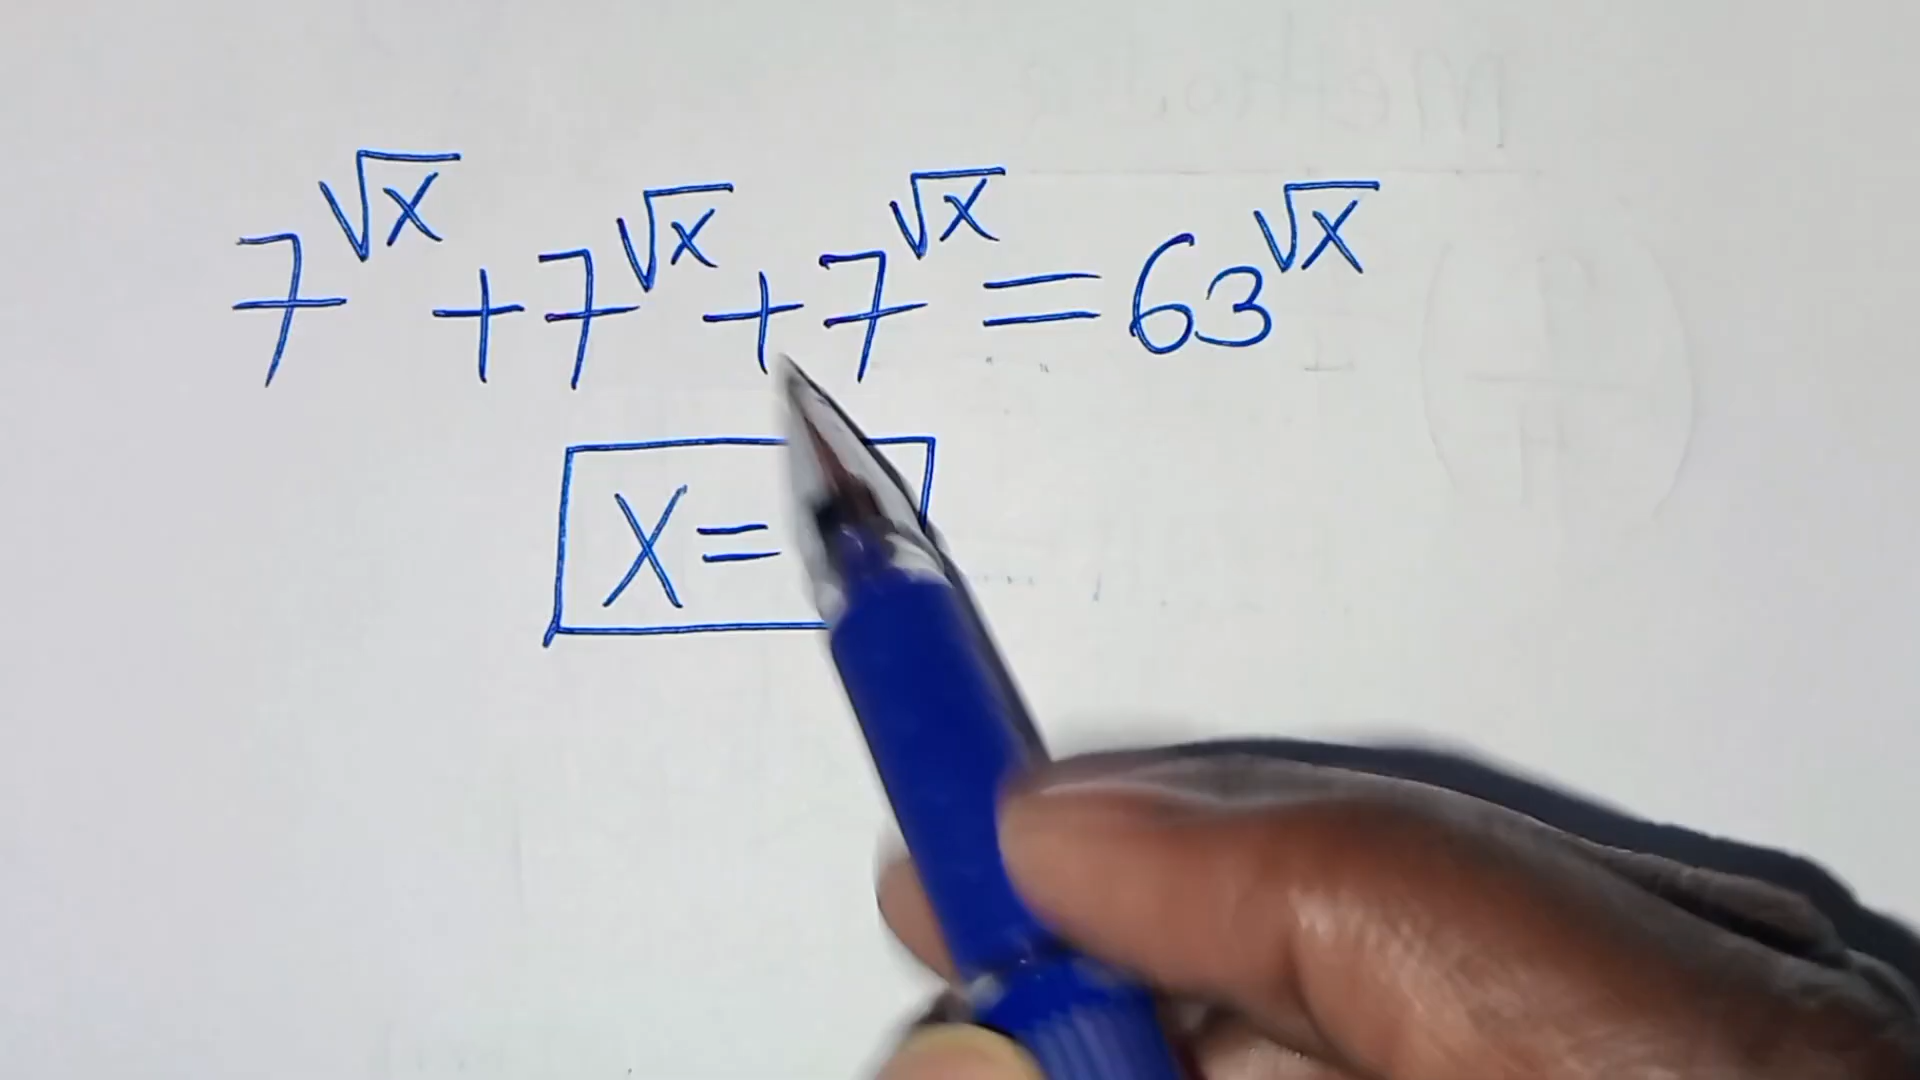 7^√x + 7^√x + 7^√x = 63^√x
X=